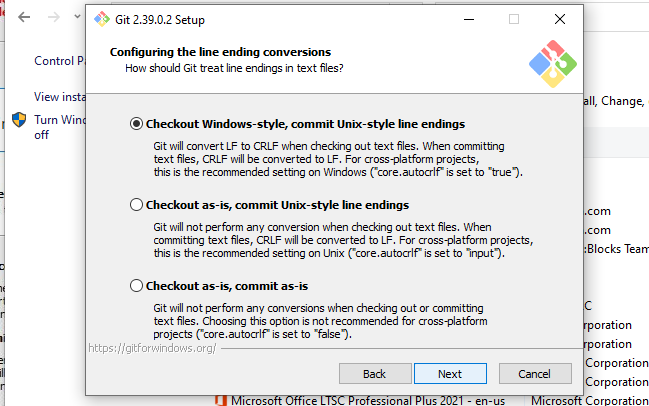 Git 2.39.0.2 Setup
Configuring the line ending conversions
How should Git treat line endings in text files?
Control Pa
View insta
Turn Wind
off
Checkout Windows-style, commit Unix-style line endings
Git will convert LF to CRLF when checking out text files. When committing
text files, CRLF will be converted to LF. For cross-platform projects,
this is the recommended setting on Windows ("core.autocrlf" is set to "true").
Checkout as-is, commit Unix-style line endings
Git will not perform any conversion when checking out text files. When
committing text files, CRLF will be converted to LF. For cross-platform projects,
this is the recommended setting on Unix ("core.autocrlf" is set to "input").
Checkout as-is, commit as-is
Git will not perform any conversions when checking out or committing
text files. Choosing this option is not recommended for cross-platform
projects ("core.autocrlf" is set to "false").
https://gitforwindows.org/
Back
Next
Cancel
all, Change,
.com
.com
:Blocks Team
C
rporation
rporation
Corporation
Corporation
Microsoft Office LTSC Professional Plus 2021 - en-us
Microsoft Corporation